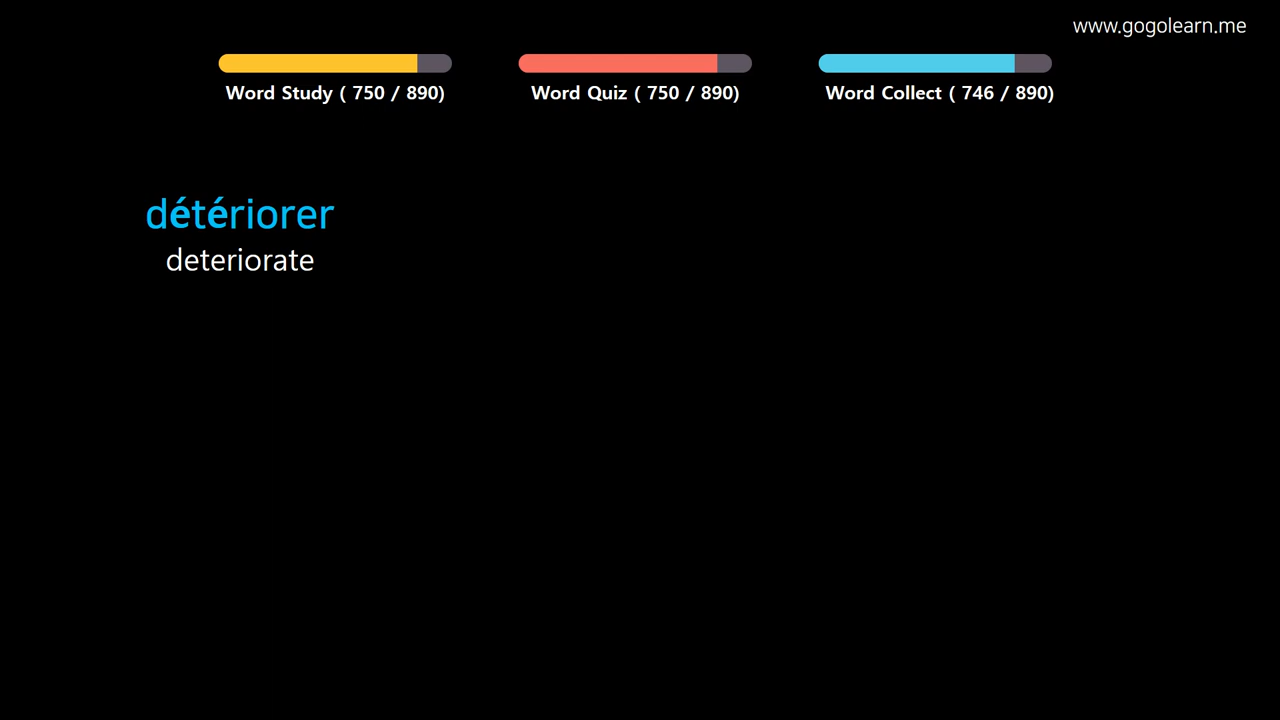 www.gogolearn.me
Word Study ( 750 / 890)
Word Quiz ( 750 / 890)
Word Collect ( 746 / 890)
détériorer
deteriorate